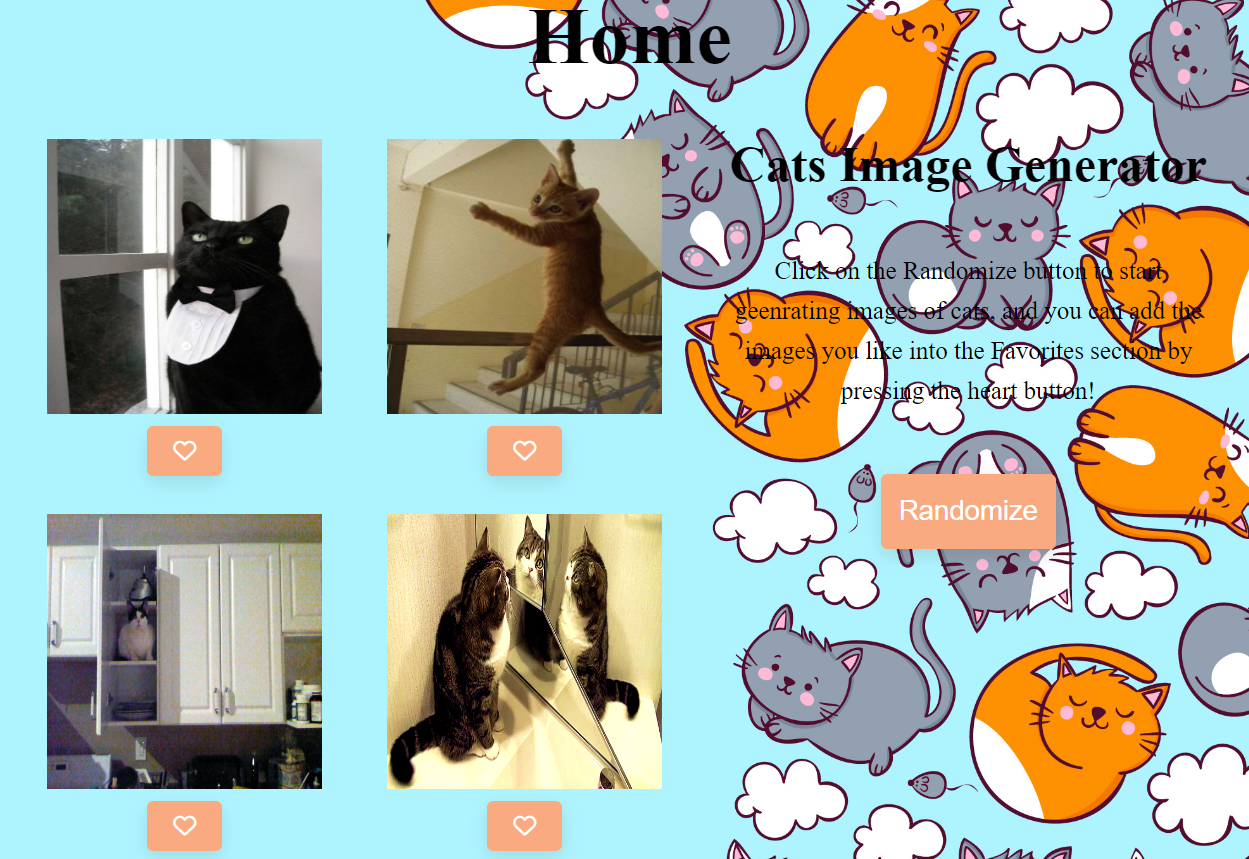 Home
Cats Image Generator
Click on the Randomize button to start
geenrating images of cats, and you can add the
images you like into the Favorites section by
pressing the heart button!
Randomize